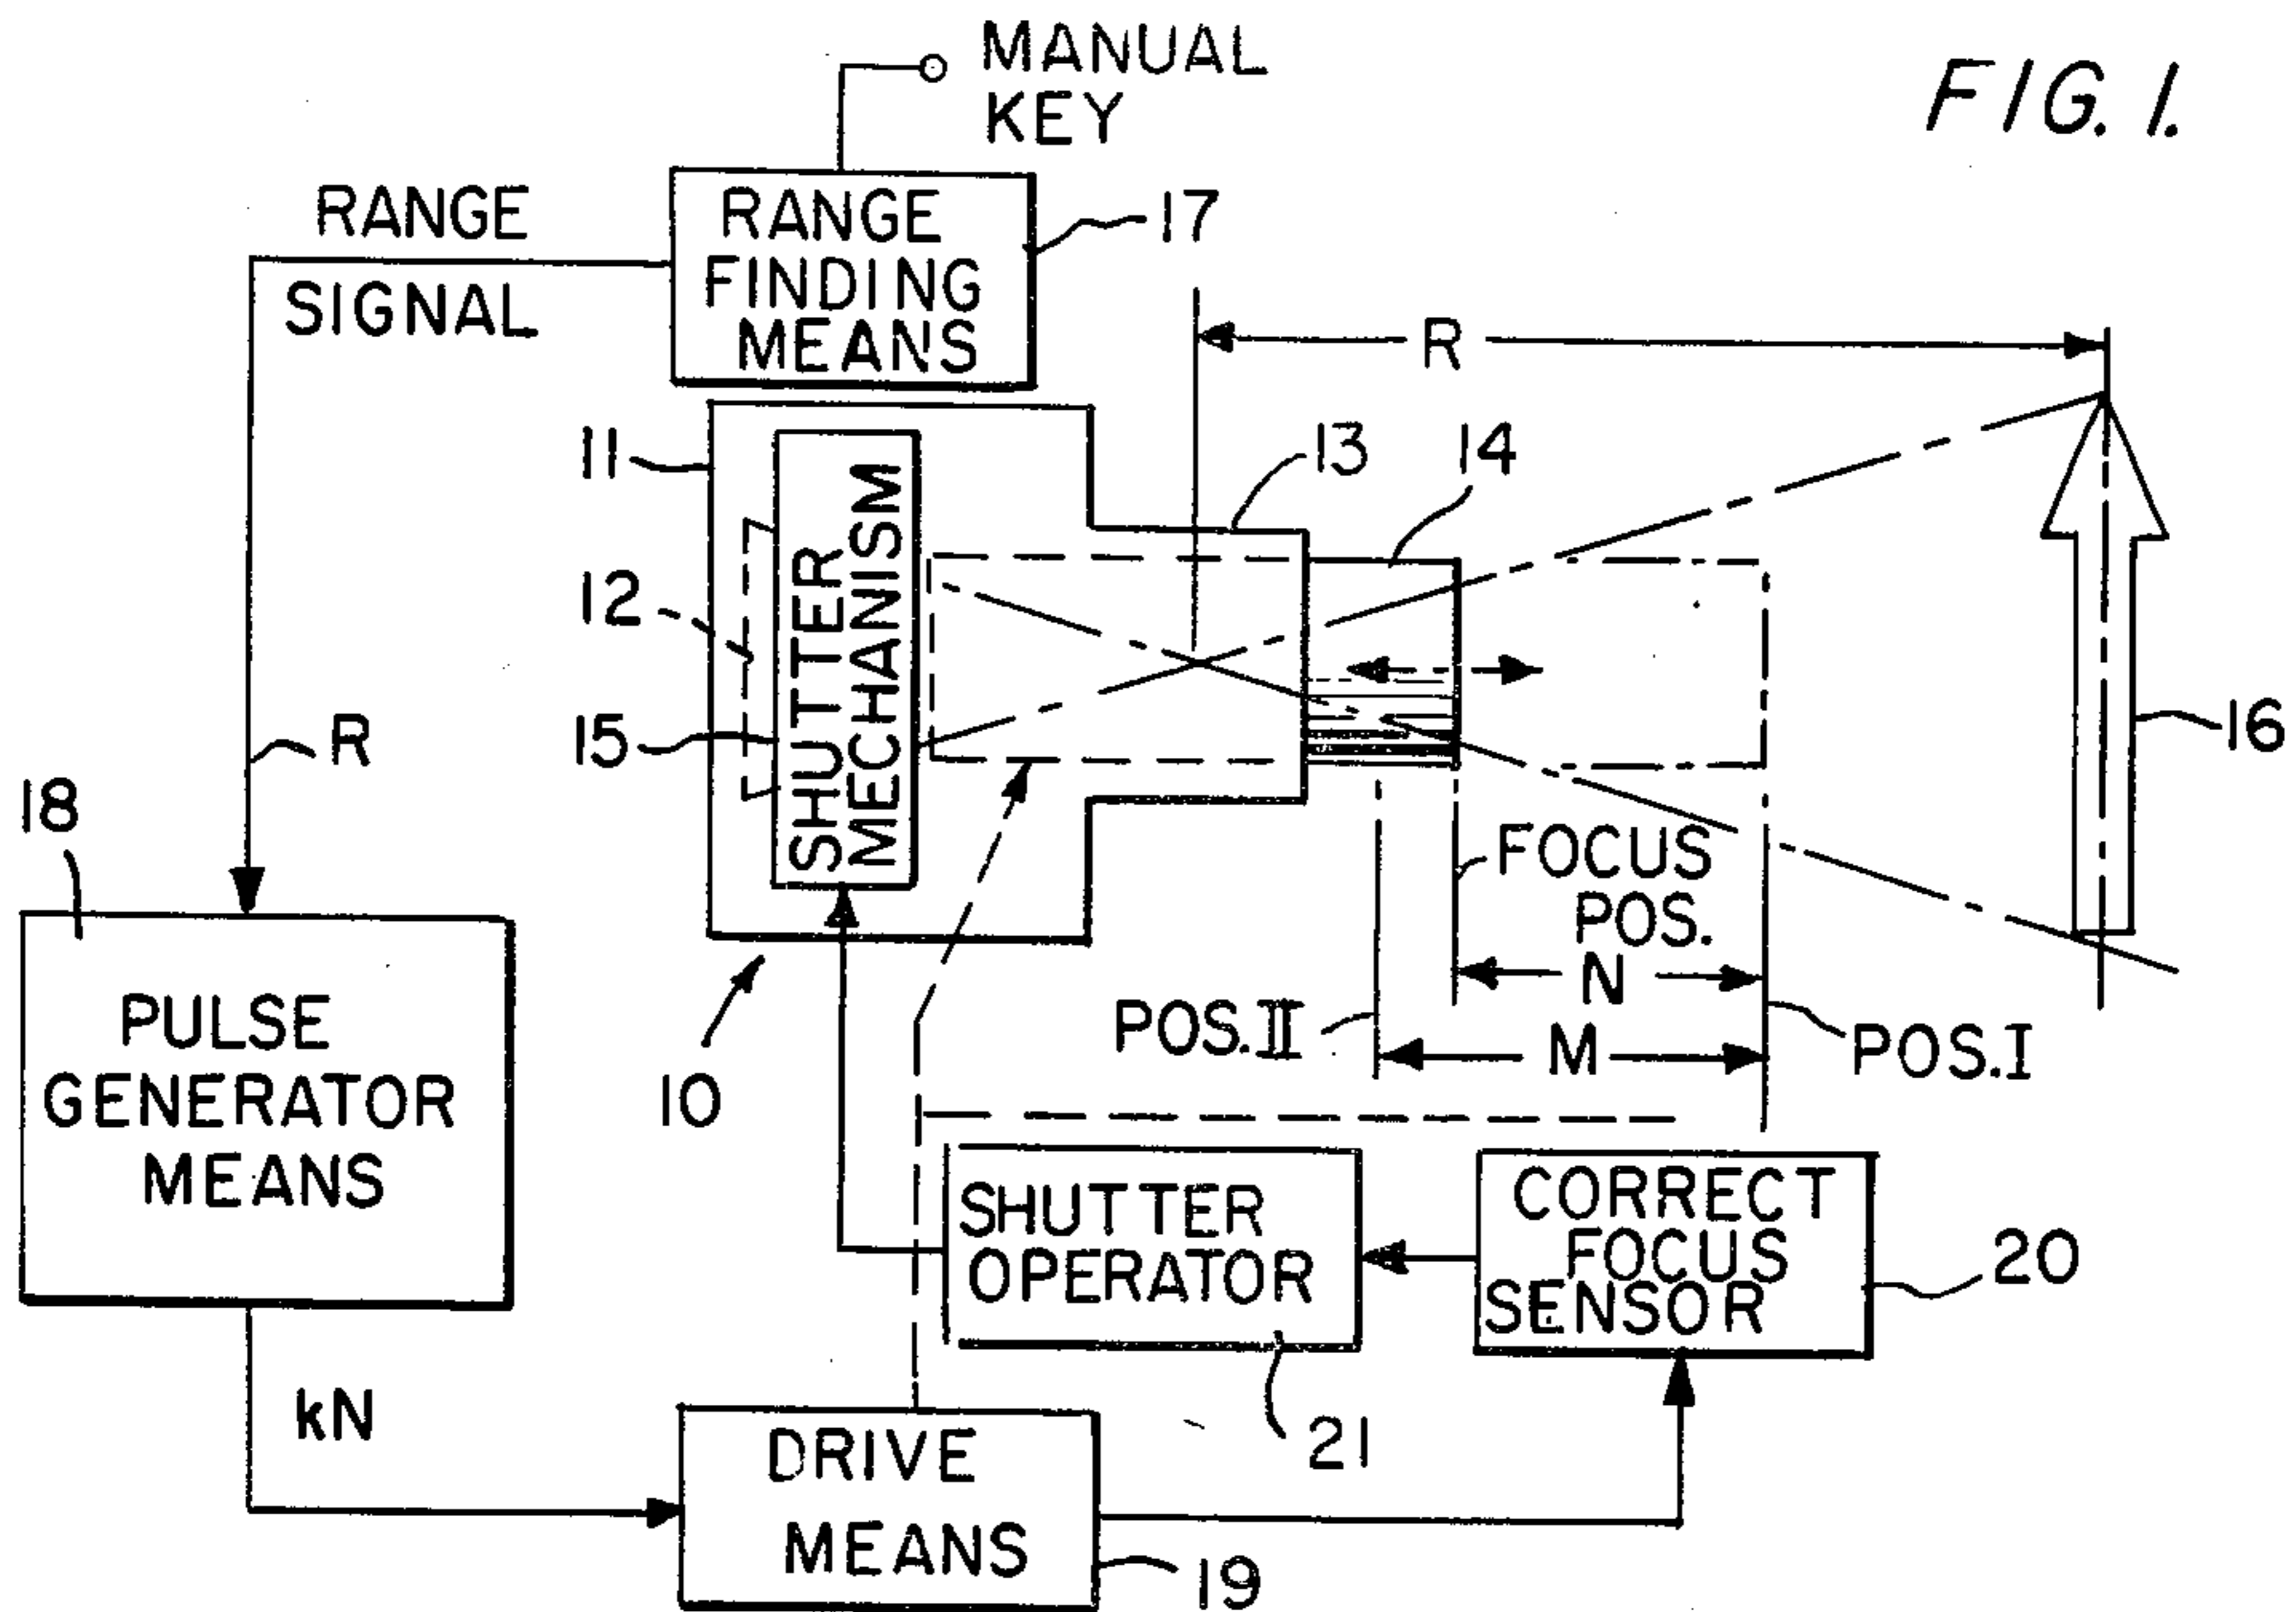 FIG. 1.
MANUAL
KEY
RANGE
SIGNAL
RANGE
FINDING
MEANS
17
R
11
13
14
12
SHUTTER
MECHANISM
15
16
R
18
FOCUS
POS.
N
POS. II
M
POS. I
10
PULSE
GENERATOR
MEANS
SHUTTER
OPERATOR
CORRECT
FOCUS
SENSOR
20
21
kN
DRIVE
MEANS
19